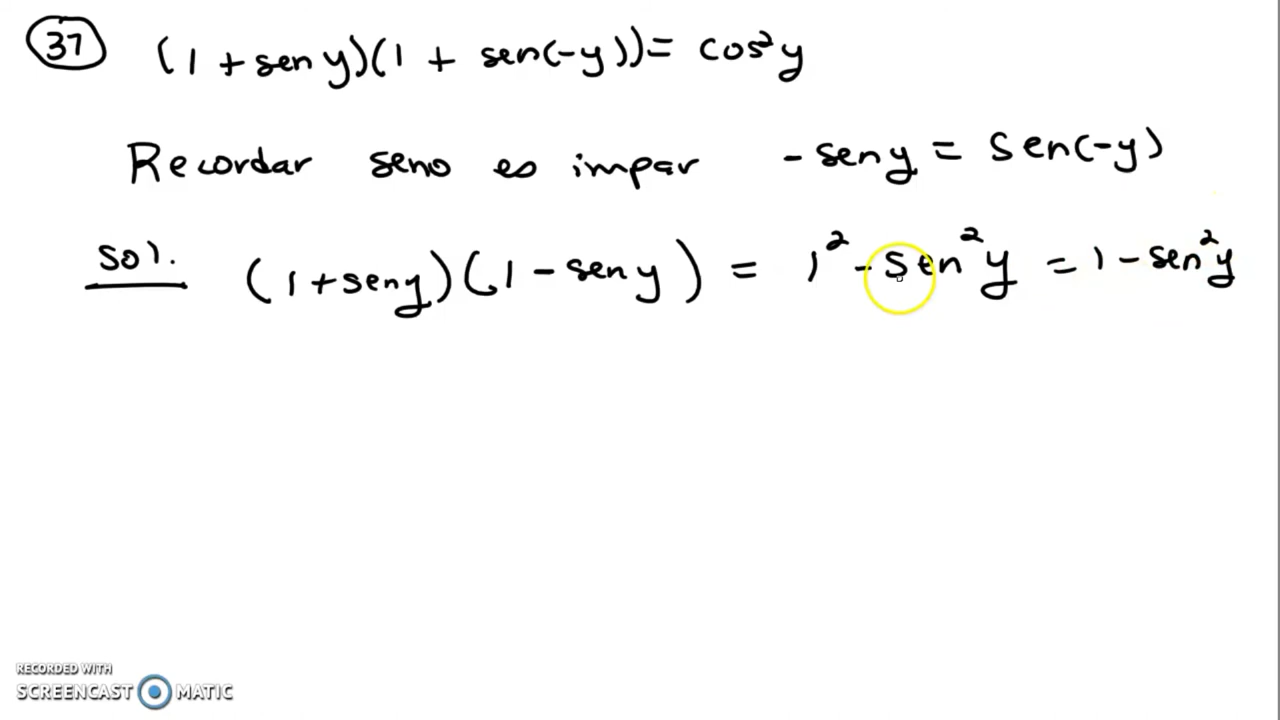 37 (1 + sen y)(1 + sen(-y)) = cos²y
Recordar seno es impar - sen y = sen(-y)
Sol. (1 + sen y)(1 - sen y) = 1² - sen²y = 1 - sen²y
RECORDED WITH
SCREENCAST MATIC